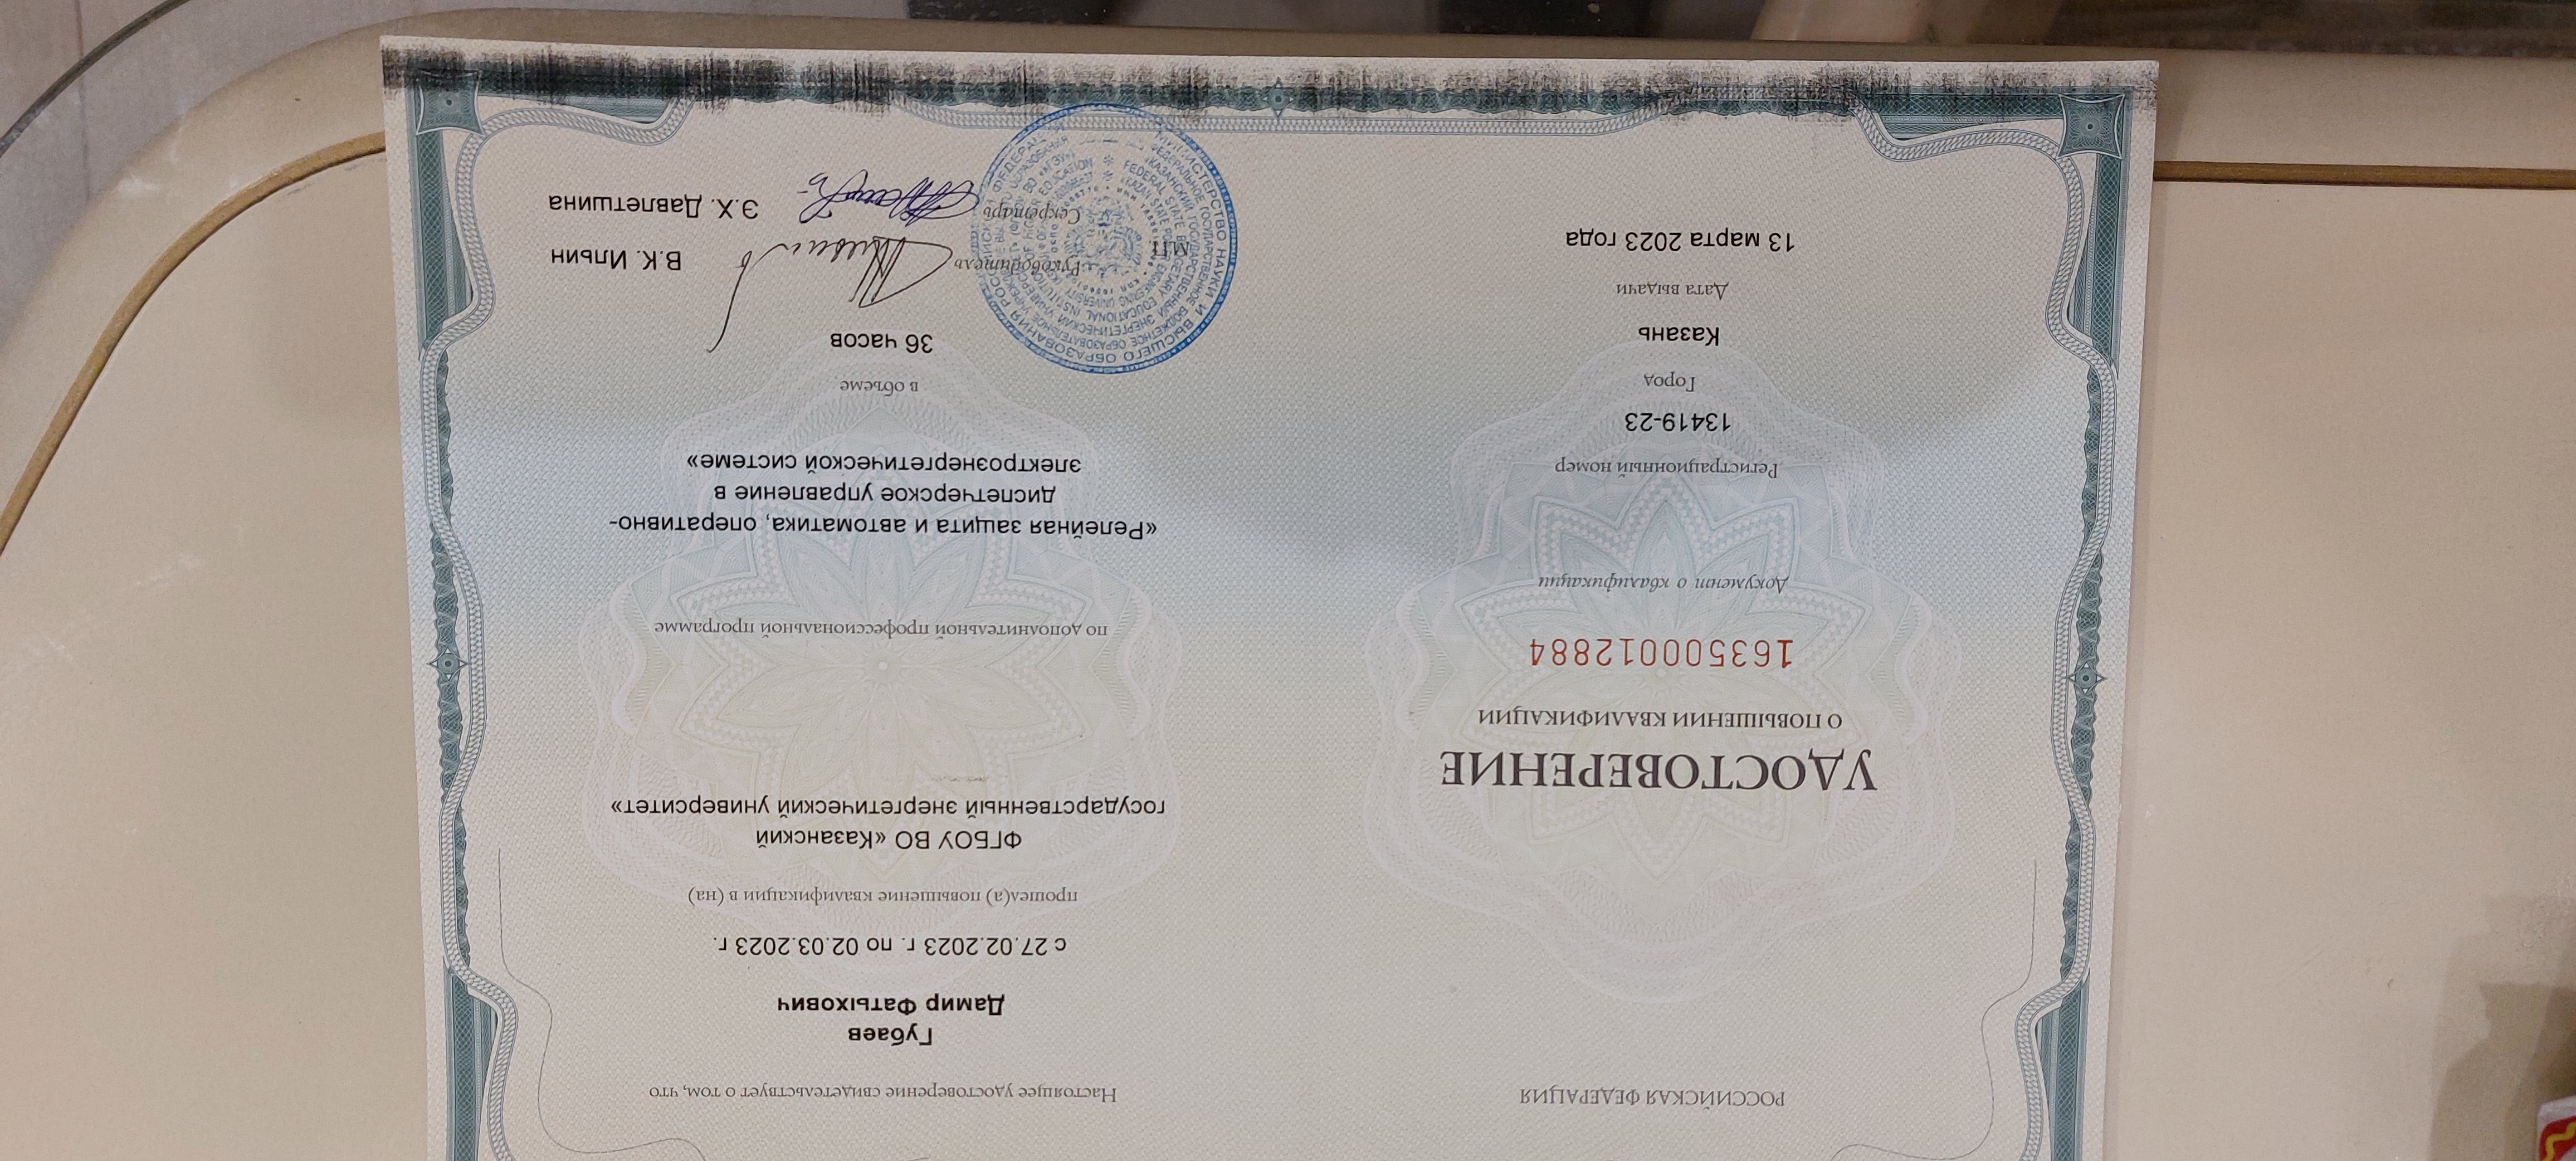 РОССИЙСКАЯ ФЕДЕРАЦИЯ
УДОСТОВЕРЕНИЕ
О ПОВЫШЕНИИ КВАЛИФИКАЦИИ
163500012884
Документ о квалификации
Регистрационный номер
13419-23
Город
Казань
Дата выдачи
13 марта 2023 года
Настоящее удостоверение свидетельствует о том, что
Губаев
Дамир Фатыхович
с 27.02.2023 г. по 02.03.2023 г.
прошел(а) повышение квалификации в (на)
ФГБОУ ВО «Казанский
государственный энергетический университет»
по дополнительной профессиональной программе
«Релейная защита и автоматика, оперативно-
диспетчерское управление в
электроэнергетической системе»
в объеме
36 часов
М.П.
Руководитель
В.К. Ильин
Секретарь
Э.Х. Давлетшина